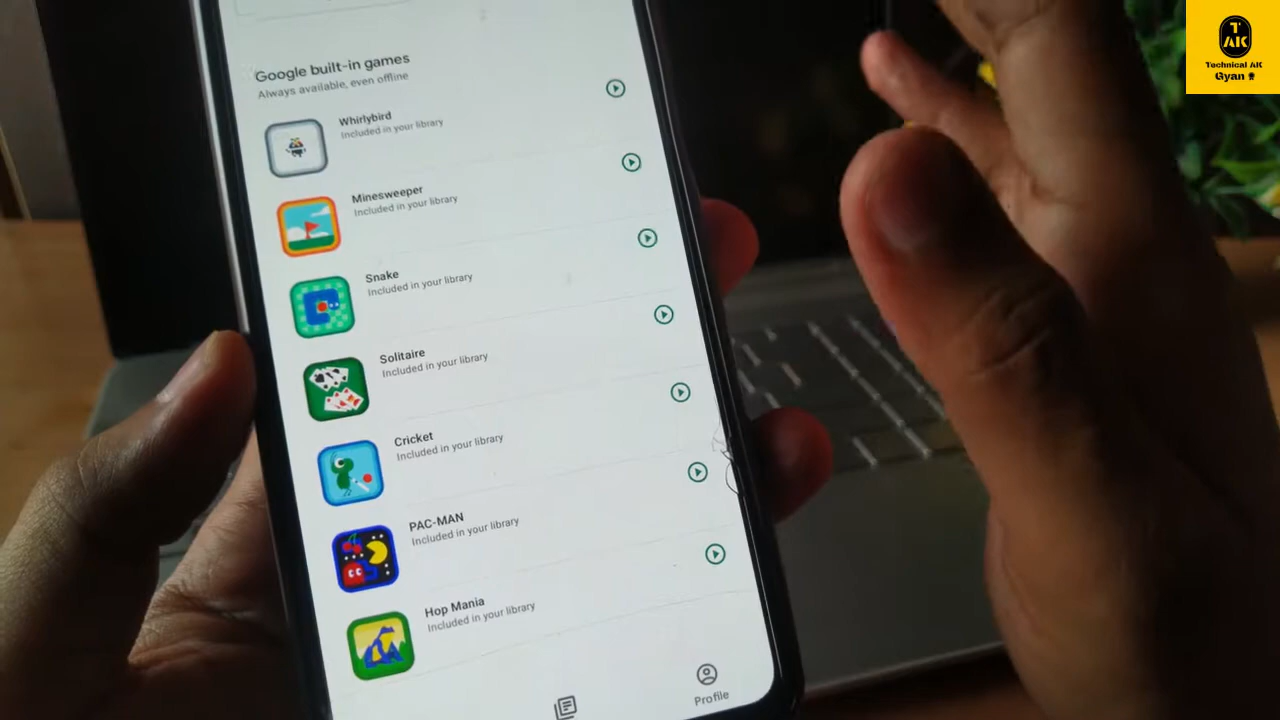 Google built-in games
Always available, even offline
Whirlybird
Included in your library
Minesweeper
Included in your library
Snake
Included in your library
Solitaire
Included in your library
Cricket
Included in your library
PAC-MAN
Included in your library
Hop Mania
Included in your library
Profile
T
AK
Technical AK
Gyan